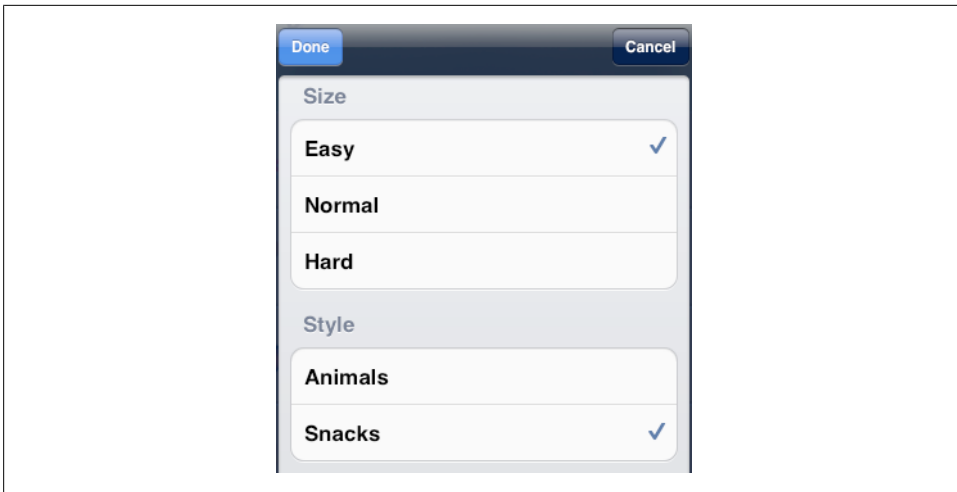 Done Cancel
Size
Easy
Normal
Hard
Style
Animals
Snacks